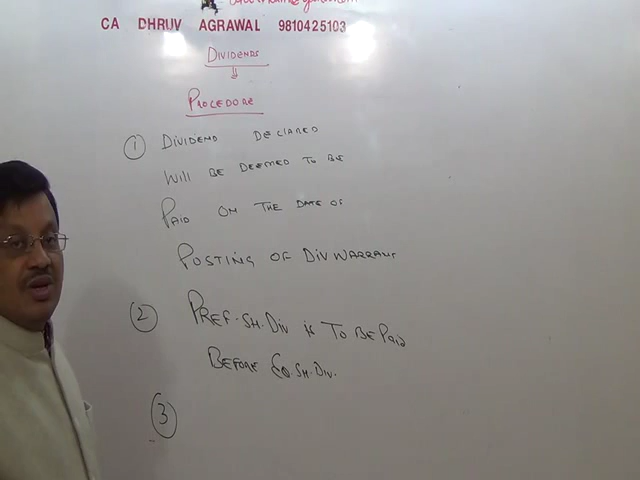 CA DHRUV AGRAWAL 9810425103
DIVIDENDS
PROCEDORE
1 DIVIDEND DECLARED
WILL BE DEEMED TO BE
PAID ON THE DATE OF
POSTING OF DIV WARRANT
2 PREF. SH. DIV IS TO BE PAID
BEFORE EQ. SH. DIV.
3